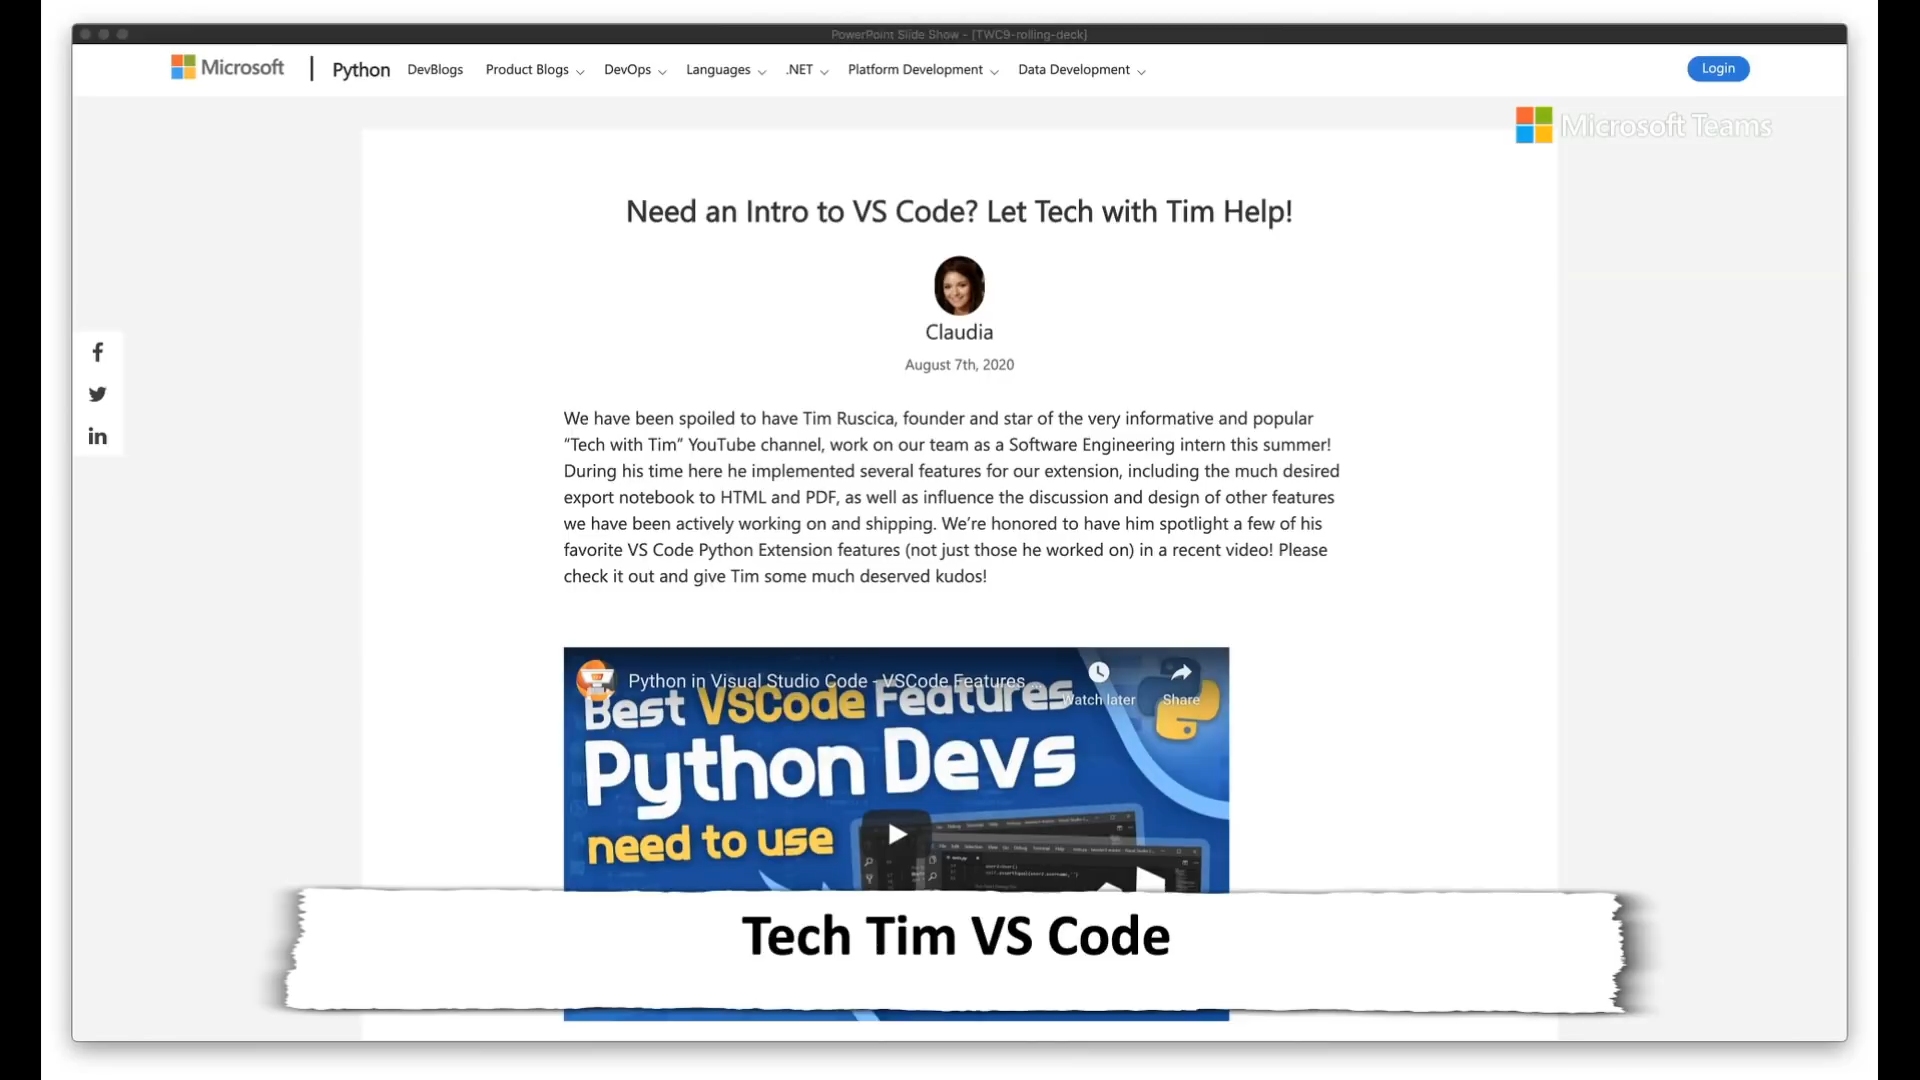 PowerPoint Slide Show - [TWC9-rolling-deck]
Microsoft | Python DevBlogs Product Blogs DevOps Languages .NET Platform Development Data Development Login
Microsoft Teams
Need an Intro to VS Code? Let Tech with Tim Help!
Claudia
August 7th, 2020
We have been spoiled to have Tim Ruscica, founder and star of the very informative and popular
“Tech with Tim” YouTube channel, work on our team as a Software Engineering intern this summer!
During his time here he implemented several features for our extension, including the much desired
export notebook to HTML and PDF, as well as influence the discussion and design of other features
we have been actively working on and shipping. We’re honored to have him spotlight a few of his
favorite VS Code Python Extension features (not just those he worked on) in a recent video! Please
check it out and give Tim some much deserved kudos!
Python in Visual Studio Code - VSCode Features ...
Watch later Share
Best VSCode Features
Python Devs
need to use
Tech Tim VS Code